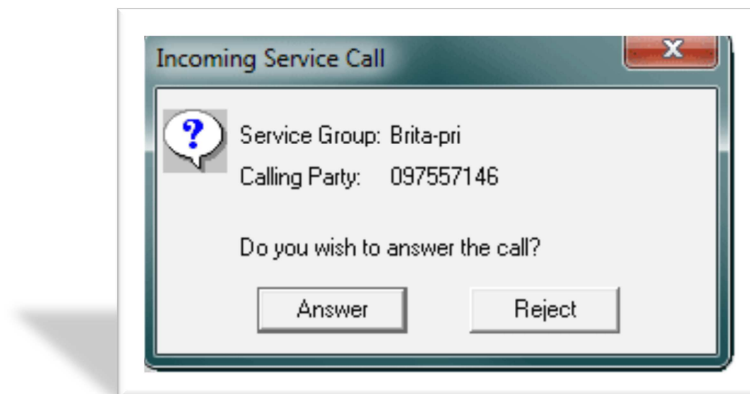 Incoming Service Call
Service Group: Brita-pri
Calling Party: 097557146
Do you wish to answer the call?
Answer Reject